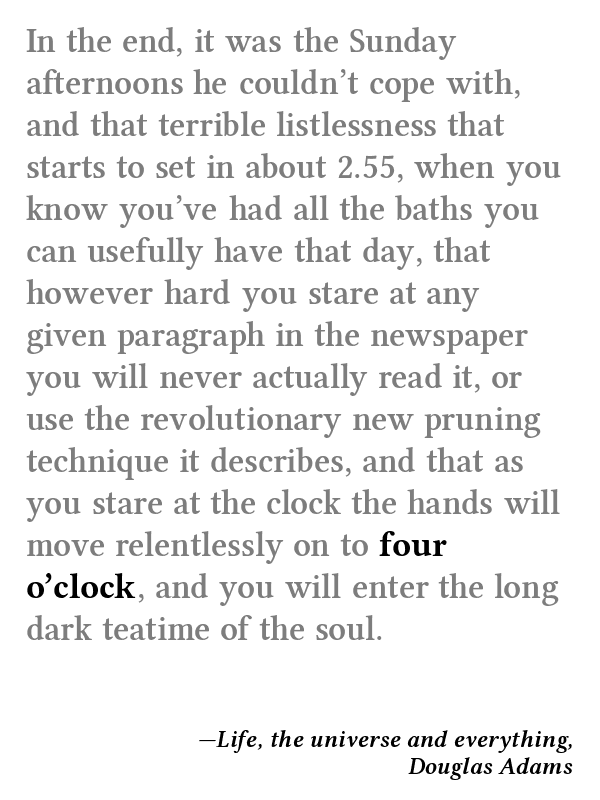 In the end, it was the Sunday
afternoons he couldn’t cope with,
and that terrible listlessness that
starts to set in about 2.55, when you
know you’ve had all the baths you
can usefully have that day, that
however hard you stare at any
given paragraph in the newspaper
you will never actually read it, or
use the revolutionary new pruning
technique it describes, and that as
you stare at the clock the hands will
move relentlessly on to four
o’clock, and you will enter the long
dark teatime of the soul.
—Life, the universe and everything,
Douglas Adams